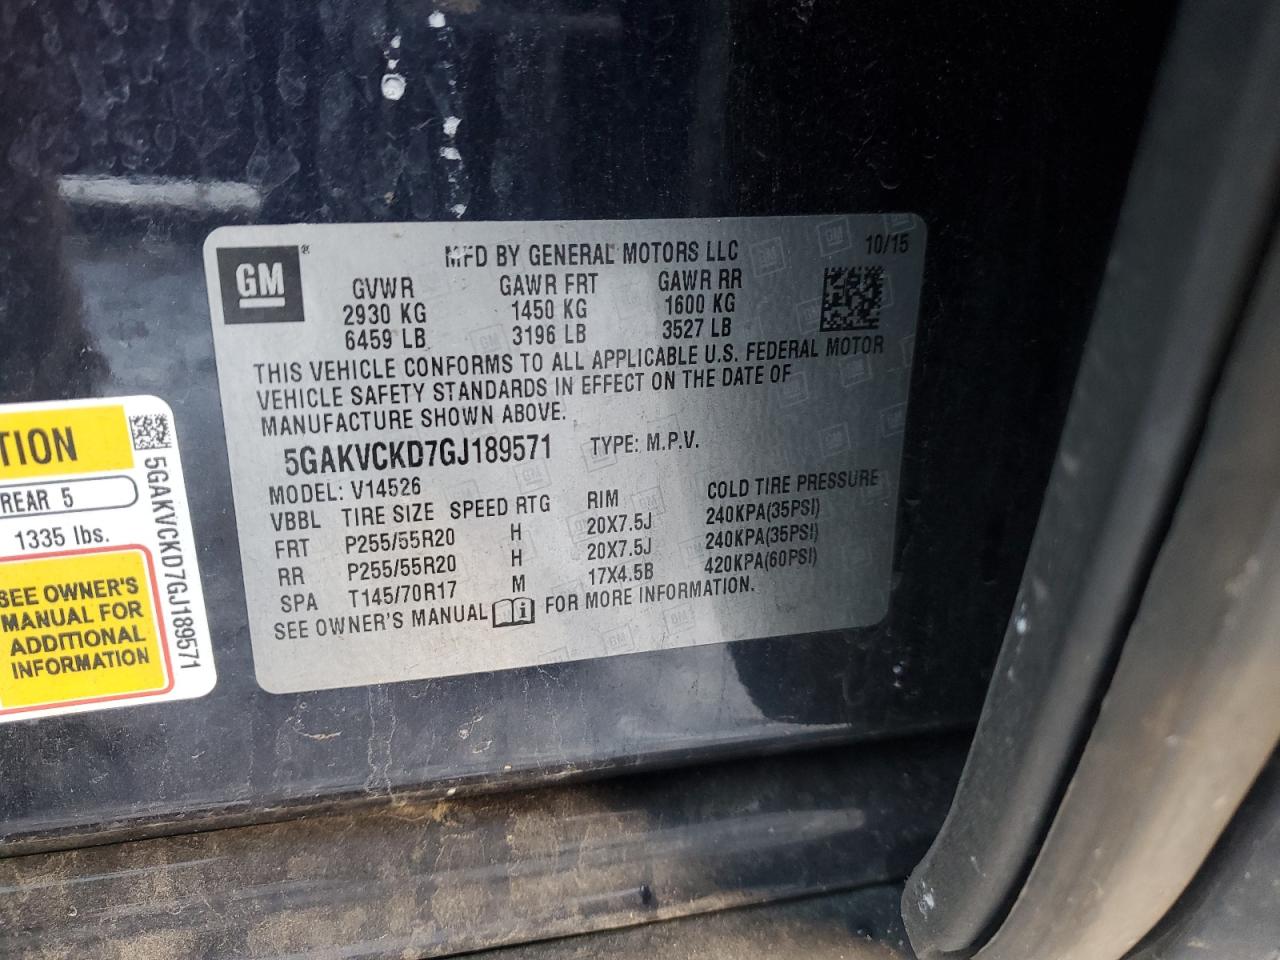 GM ®
MFD BY GENERAL MOTORS LLC 10/15
GVWR GAWR FRT GAWR RR
2930 KG 1450 KG 1600 KG
6459 LB 3196 LB 3527 LB
THIS VEHICLE CONFORMS TO ALL APPLICABLE U.S. FEDERAL MOTOR
VEHICLE SAFETY STANDARDS IN EFFECT ON THE DATE OF
MANUFACTURE SHOWN ABOVE.
5GAKVCKD7GJ189571 TYPE: M.P.V.
MODEL: V14526
VBBL TIRE SIZE SPEED RTG RIM COLD TIRE PRESSURE
FRT P255/55R20 H 20X7.5J 240KPA(35PSI)
RR P255/55R20 H 20X7.5J 240KPA(35PSI)
SPA T145/70R17 M 17X4.5B 420KPA(60PSI)
SEE OWNER'S MANUAL i FOR MORE INFORMATION.
TION
REAR 5
1335 lbs.
SEE OWNER'S
MANUAL FOR
ADDITIONAL
INFORMATION
5GAKVCKD7GJ189571